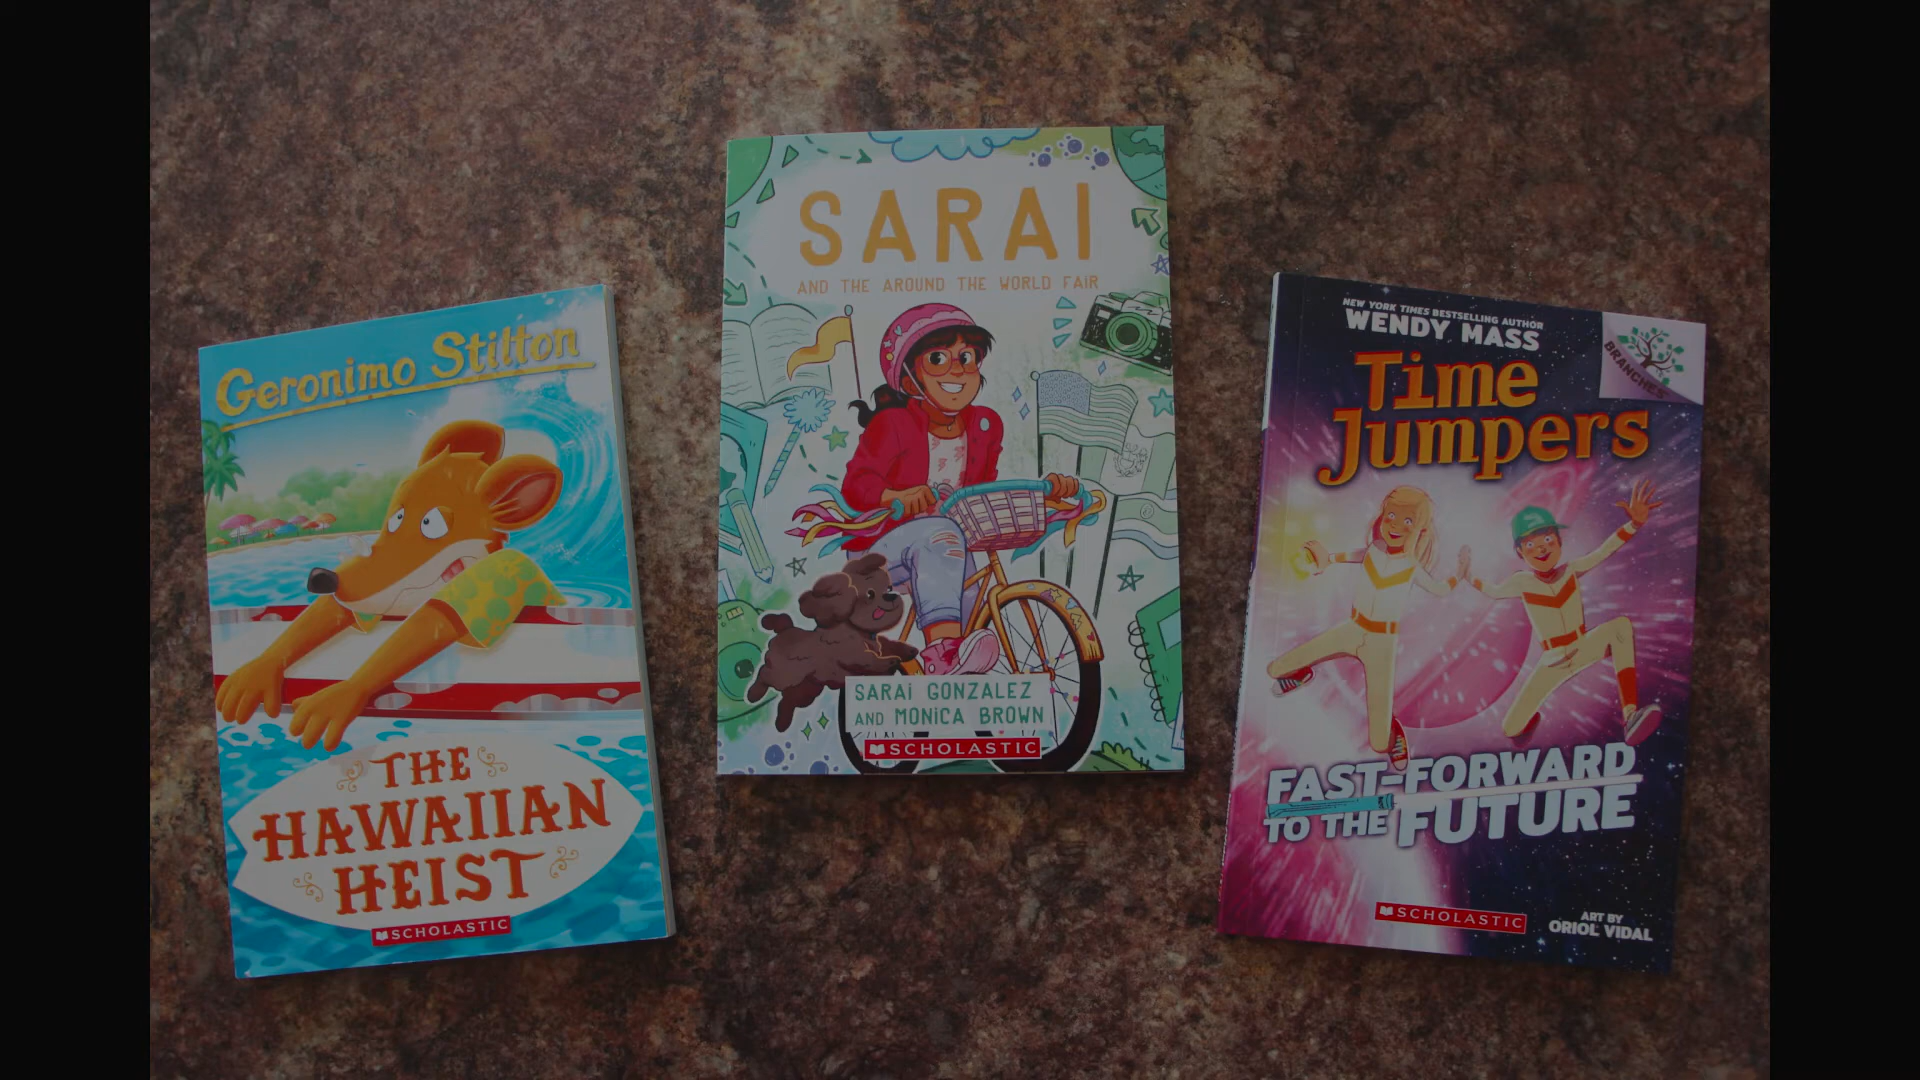 Geronimo Stilton
THE
HAWAIIAN
HEIST
SCHOLASTIC
SARAI
AND THE AROUND THE WORLD FAIR
SARAI GONZALEZ
AND MONICA BROWN
SCHOLASTIC
NEW YORK TIMES BESTSELLING AUTHOR
WENDY MASS
BRANCHES
Time
Jumpers
FAST-FORWARD
TO THE FUTURE
SCHOLASTIC
ART BY
ORIOL VIDAL